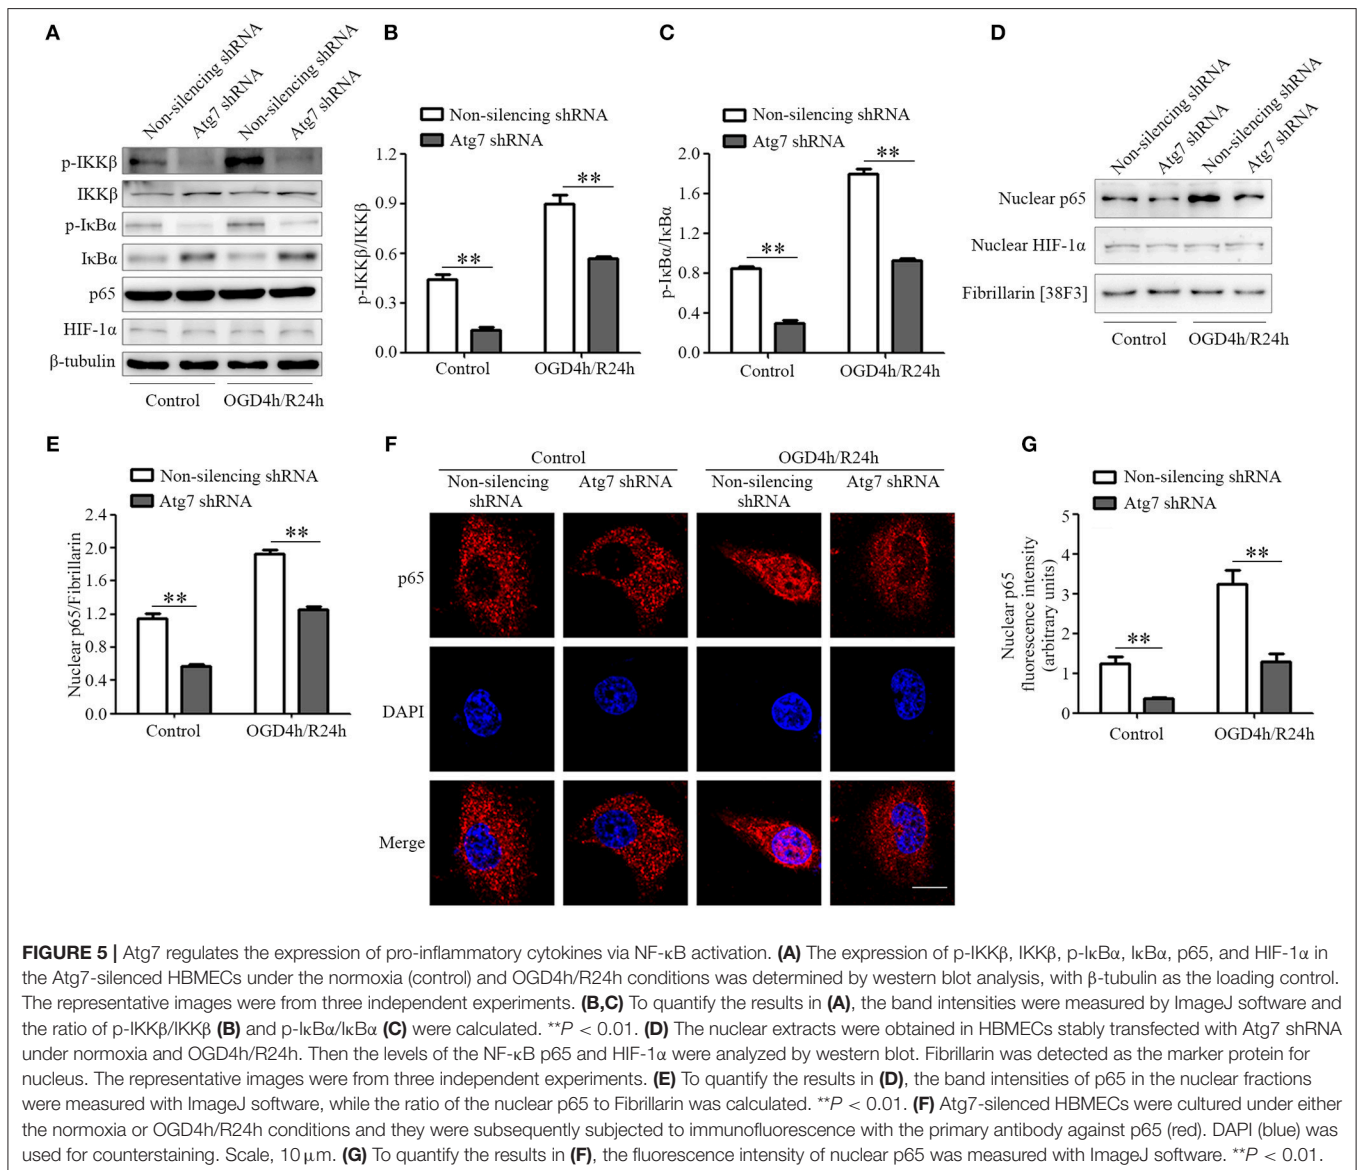 A
Non-silencing shRNA
Atg7 shRNA
Non-silencing shRNA
Atg7 shRNA
p-IKKβ
IKKβ
p-IκBα
IκBα
p65
HIF-1α
β-tubulin
Control OGD4h/R24h
B
Non-silencing shRNA
Atg7 shRNA
p-IKKβ/IKKβ
1.2
0.9
0.6
0.3
0.0
** **
Control OGD4h/R24h
C
Non-silencing shRNA
Atg7 shRNA
p-IκBα/IκBα
2.0
1.6
1.2
0.8
0.4
0.0
** **
Control OGD4h/R24h
D
Non-silencing shRNA
Atg7 shRNA
Non-silencing shRNA
Atg7 shRNA
Nuclear p65
Nuclear HIF-1α
Fibrillarin [38F3]
Control OGD4h/R24h
E
Non-silencing shRNA
Atg7 shRNA
Nuclear p65/Fibrillarin
2.4
2.0
1.6
1.2
0.8
0.4
0.0
** **
Control OGD4h/R24h
F
Control OGD4h/R24h
Non-silencing shRNA Atg7 shRNA Non-silencing shRNA Atg7 shRNA
p65
DAPI
Merge
G
Non-silencing shRNA
Atg7 shRNA
Nuclear p65
fluorescence intensity
(arbitrary units)
5
4
3
2
1
0
** **
Control OGD4h/R24h
FIGURE 5 | Atg7 regulates the expression of pro-inflammatory cytokines via NF-κB activation. (A) The expression of p-IKKβ, IKKβ, p-IκBα, IκBα, p65, and HIF-1α in
the Atg7-silenced HBMECs under the normoxia (control) and OGD4h/R24h conditions was determined by western blot analysis, with β-tubulin as the loading control.
The representative images were from three independent experiments. (B,C) To quantify the results in (A), the band intensities were measured by ImageJ software and
the ratio of p-IKKβ/IKKβ (B) and p-IκBα/IκBα (C) were calculated. **P < 0.01. (D) The nuclear extracts were obtained in HBMECs stably transfected with Atg7 shRNA
under normoxia and OGD4h/R24h. Then the levels of the NF-κB p65 and HIF-1α were analyzed by western blot. Fibrillarin was detected as the marker protein for
nucleus. The representative images were from three independent experiments. (E) To quantify the results in (D), the band intensities of p65 in the nuclear fractions
were measured with ImageJ software, while the ratio of the nuclear p65 to Fibrillarin was calculated. **P < 0.01. (F) Atg7-silenced HBMECs were cultured under either
the normoxia or OGD4h/R24h conditions and they were subsequently subjected to immunofluorescence with the primary antibody against p65 (red). DAPI (blue) was
used for counterstaining. Scale, 10 μm. (G) To quantify the results in (F), the fluorescence intensity of nuclear p65 was measured with ImageJ software. **P < 0.01.